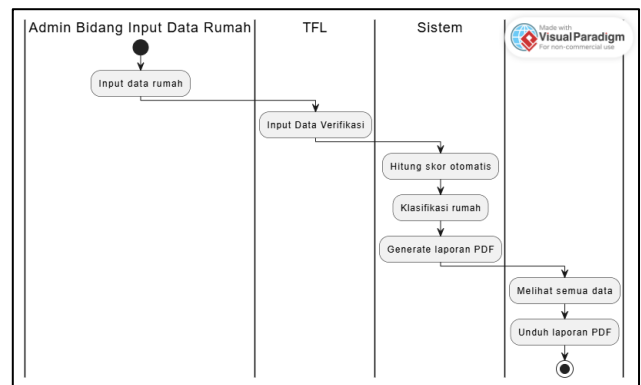 Admin Bidang Input Data Rumah
TFL
Sistem
Made with
Visual Paradigm
For non-commercial use
Input data rumah
Input Data Verifikasi
Hitung skor otomatis
Klasifikasi rumah
Generate laporan PDF
Melihat semua data
Unduh laporan PDF